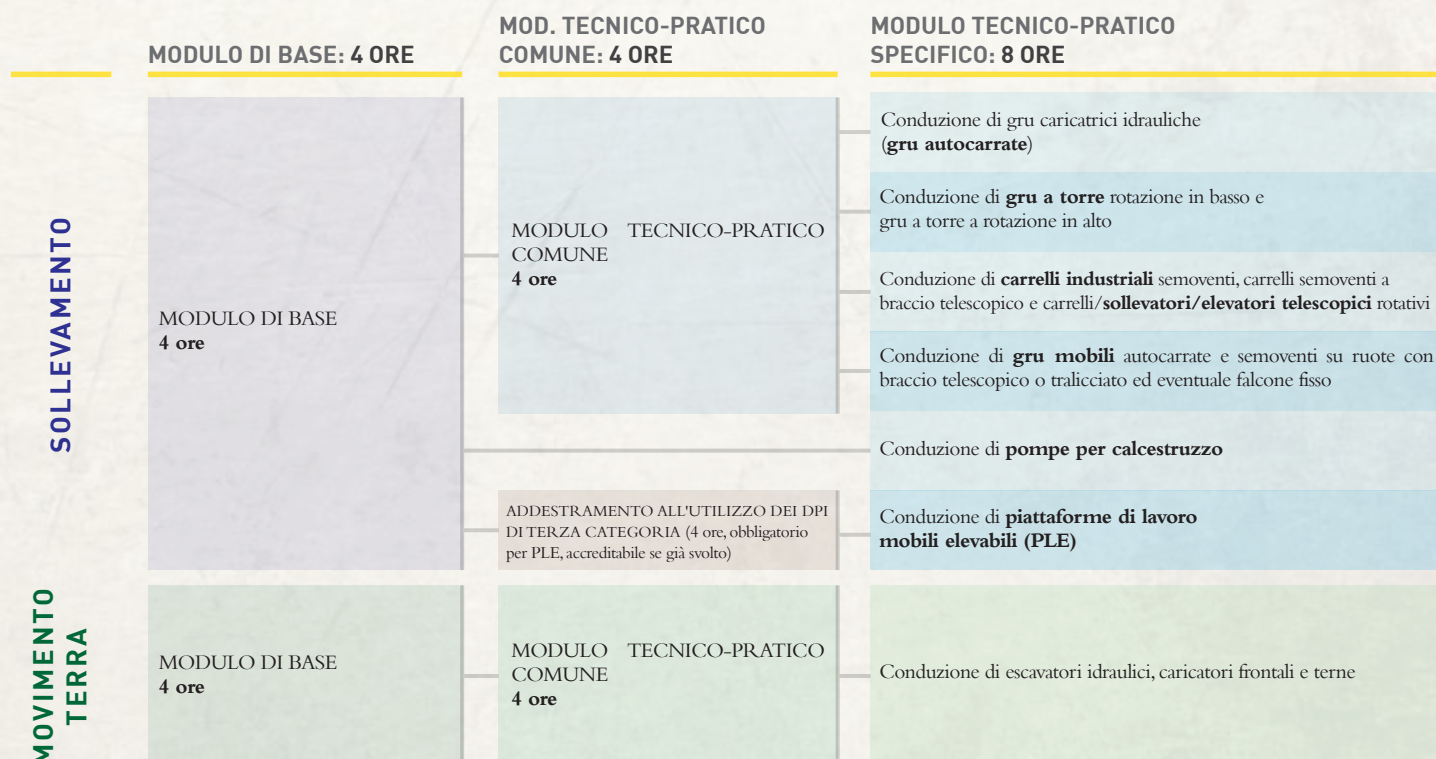 MODULO DI BASE: 4 ORE
MOD. TECNICO-PRATICO
COMUNE: 4 ORE
MODULO TECNICO-PRATICO
SPECIFICO: 8 ORE
SOLLEVAMENTO
MODULO DI BASE
4 ore
MODULO TECNICO-PRATICO
COMUNE
4 ore
Conduzione di gru caricatrici idrauliche
(gru autocarrate)
Conduzione di gru a torre rotazione in basso e
gru a torre a rotazione in alto
Conduzione di carrelli industriali semoventi, carrelli semoventi a
braccio telescopico e carrelli/sollevatori/elevatori telescopici rotativi
Conduzione di gru mobili autocarrate e semoventi su ruote con
braccio telescopico o tralicciato ed eventuale falcone fisso
Conduzione di pompe per calcestruzzo
ADDESTRAMENTO ALL'UTILIZZO DEI DPI
DI TERZA CATEGORIA (4 ore, obbligatorio
per PLE, accreditabile se già svolto)
Conduzione di piattaforme di lavoro
mobili elevabili (PLE)
MOVIMENTO
TERRA
MODULO DI BASE
4 ore
MODULO TECNICO-PRATICO
COMUNE
4 ore
Conduzione di escavatori idraulici, caricatori frontali e terne